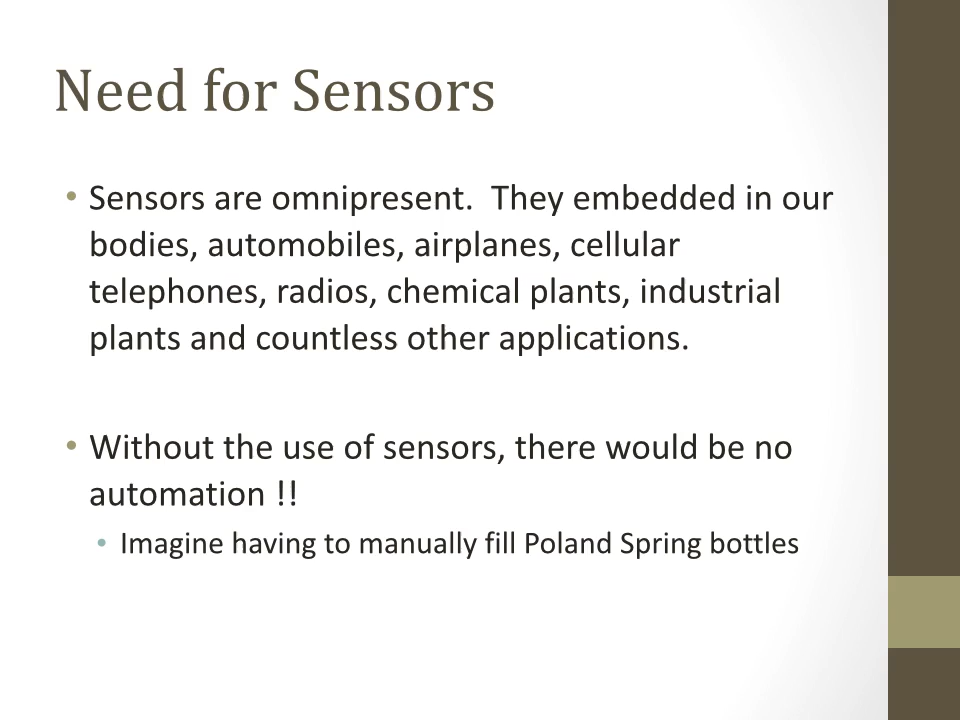 Need for Sensors
• Sensors are omnipresent.  They embedded in our
bodies, automobiles, airplanes, cellular
telephones, radios, chemical plants, industrial
plants and countless other applications.
• Without the use of sensors, there would be no
automation !!
• Imagine having to manually fill Poland Spring bottles